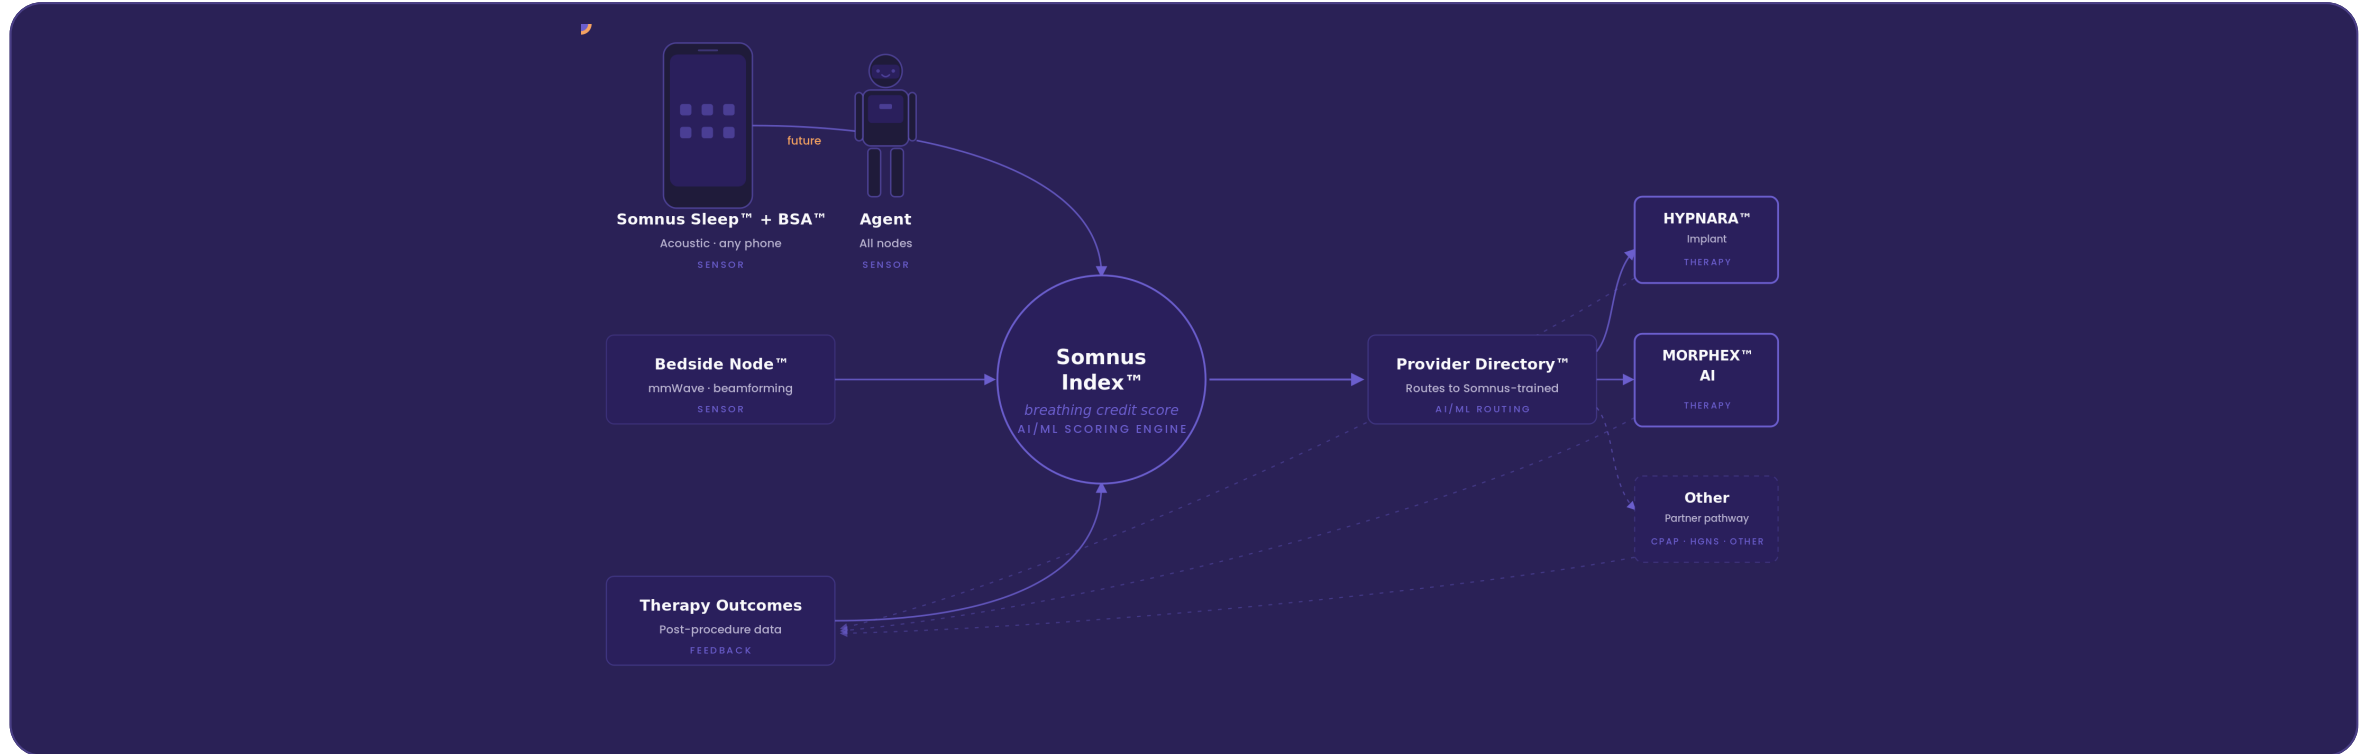 future
Somnus Sleep™ + BSA™
Acoustic · any phone
SENSOR
Agent
All nodes
SENSOR
Bedside Node™
mmWave · beamforming
SENSOR
Somnus
Index™
breathing credit score
AI/ML SCORING ENGINE
Provider Directory™
Routes to Somnus-trained
AI/ML ROUTING
HYPNARA™
Implant
THERAPY
MORPHEX™
AI
THERAPY
Other
Partner pathway
CPAP · HGNS · OTHER
Therapy Outcomes
Post-procedure data
FEEDBACK